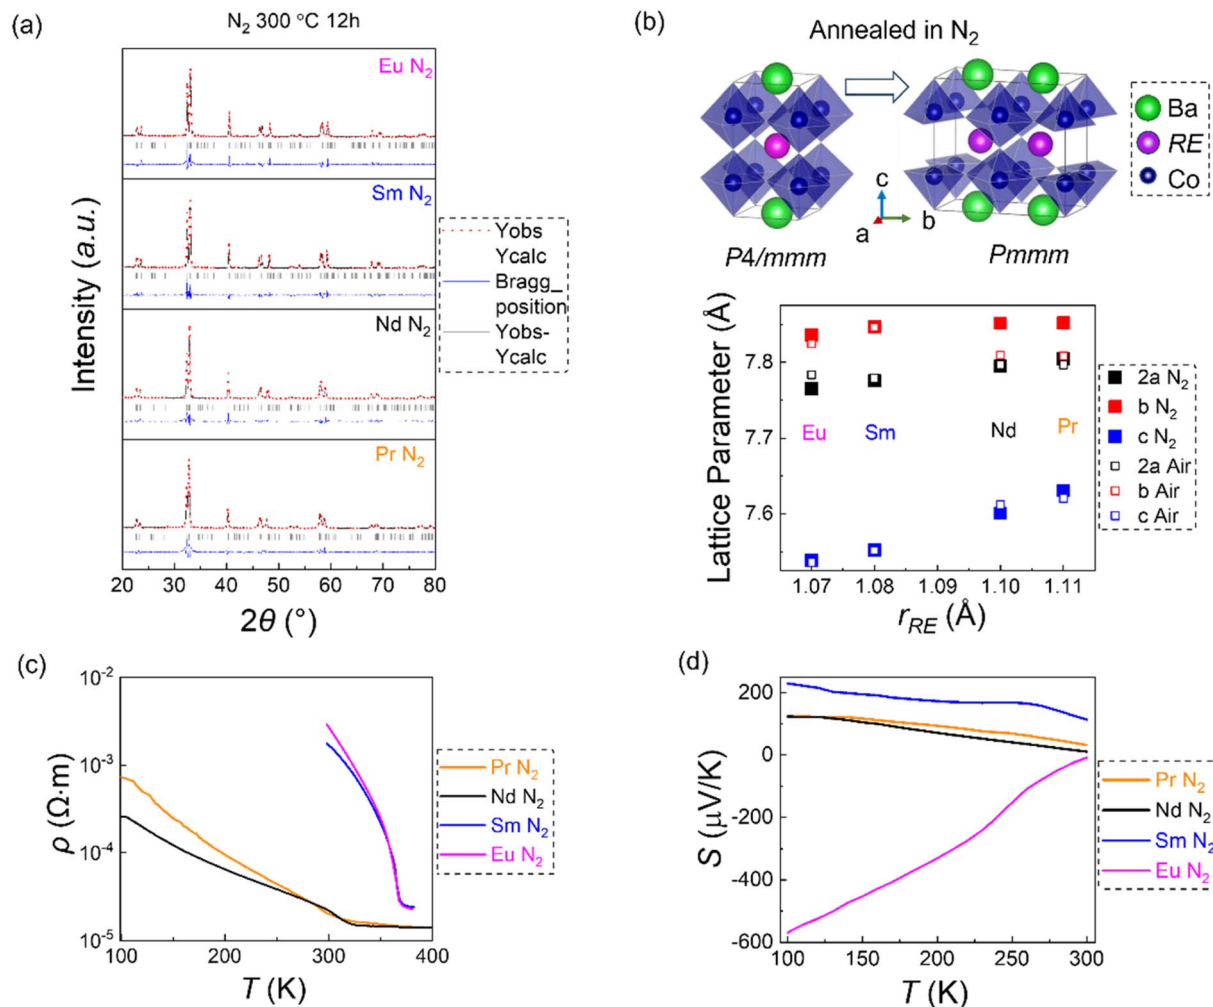 (a)
N₂ 300 °C 12h
Eu N₂
Sm N₂
Nd N₂
Pr N₂
Intensity (a.u.)
20 30 40 50 60 70 80
2θ (°)
Yobs
Ycalc
Bragg_
position
Yobs-
Ycalc
(b)
Annealed in N₂
Ba
RE
Co
c
a
b
P4/mmm
Pmmm
Lattice Parameter (Å)
7.8
7.7
7.6
Eu
Sm
Nd
Pr
1.07 1.08 1.09 1.10 1.11
r_RE (Å)
2a N₂
b N₂
c N₂
2a Air
b Air
c Air
(c)
ρ (Ω·m)
10⁻²
10⁻³
10⁻⁴
10⁻⁵
100 200 300 400
T (K)
Pr N₂
Nd N₂
Sm N₂
Eu N₂
(d)
S (μV/K)
200
0
-200
-400
-600
100 150 200 250 300
T (K)
Pr N₂
Nd N₂
Sm N₂
Eu N₂